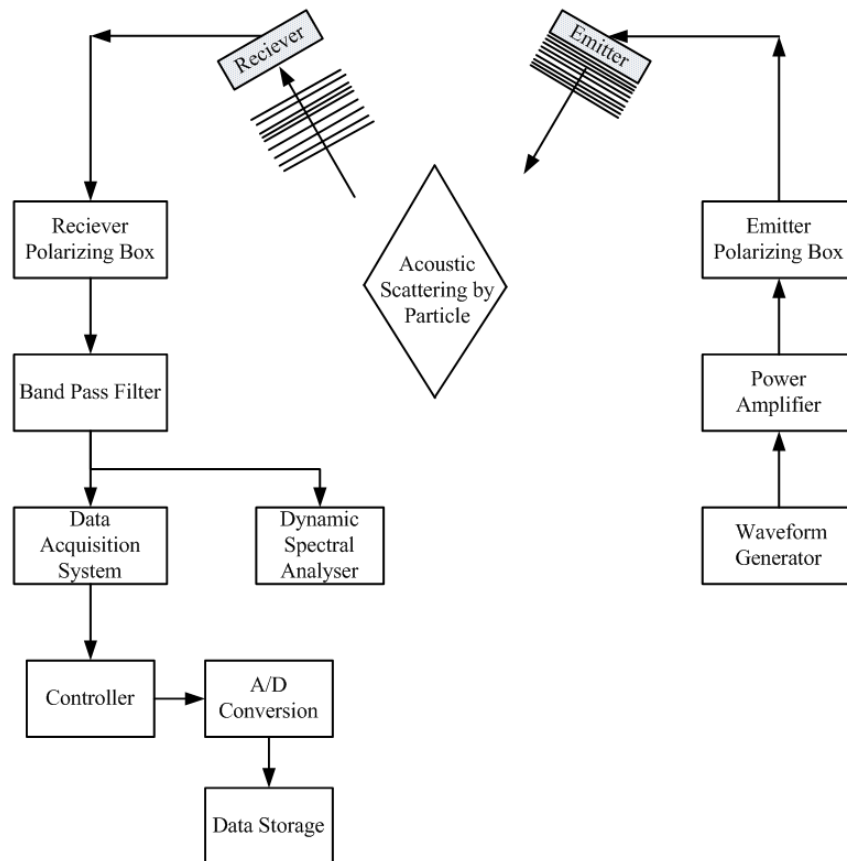 Reciever
Emitter
Reciever
Polarizing Box
Emitter
Polarizing Box
Acoustic
Scattering by
Particle
Band Pass Filter
Power
Amplifier
Data
Acquisition
System
Dynamic
Spectral
Analyser
Waveform
Generator
Controller
A/D
Conversion
Data Storage